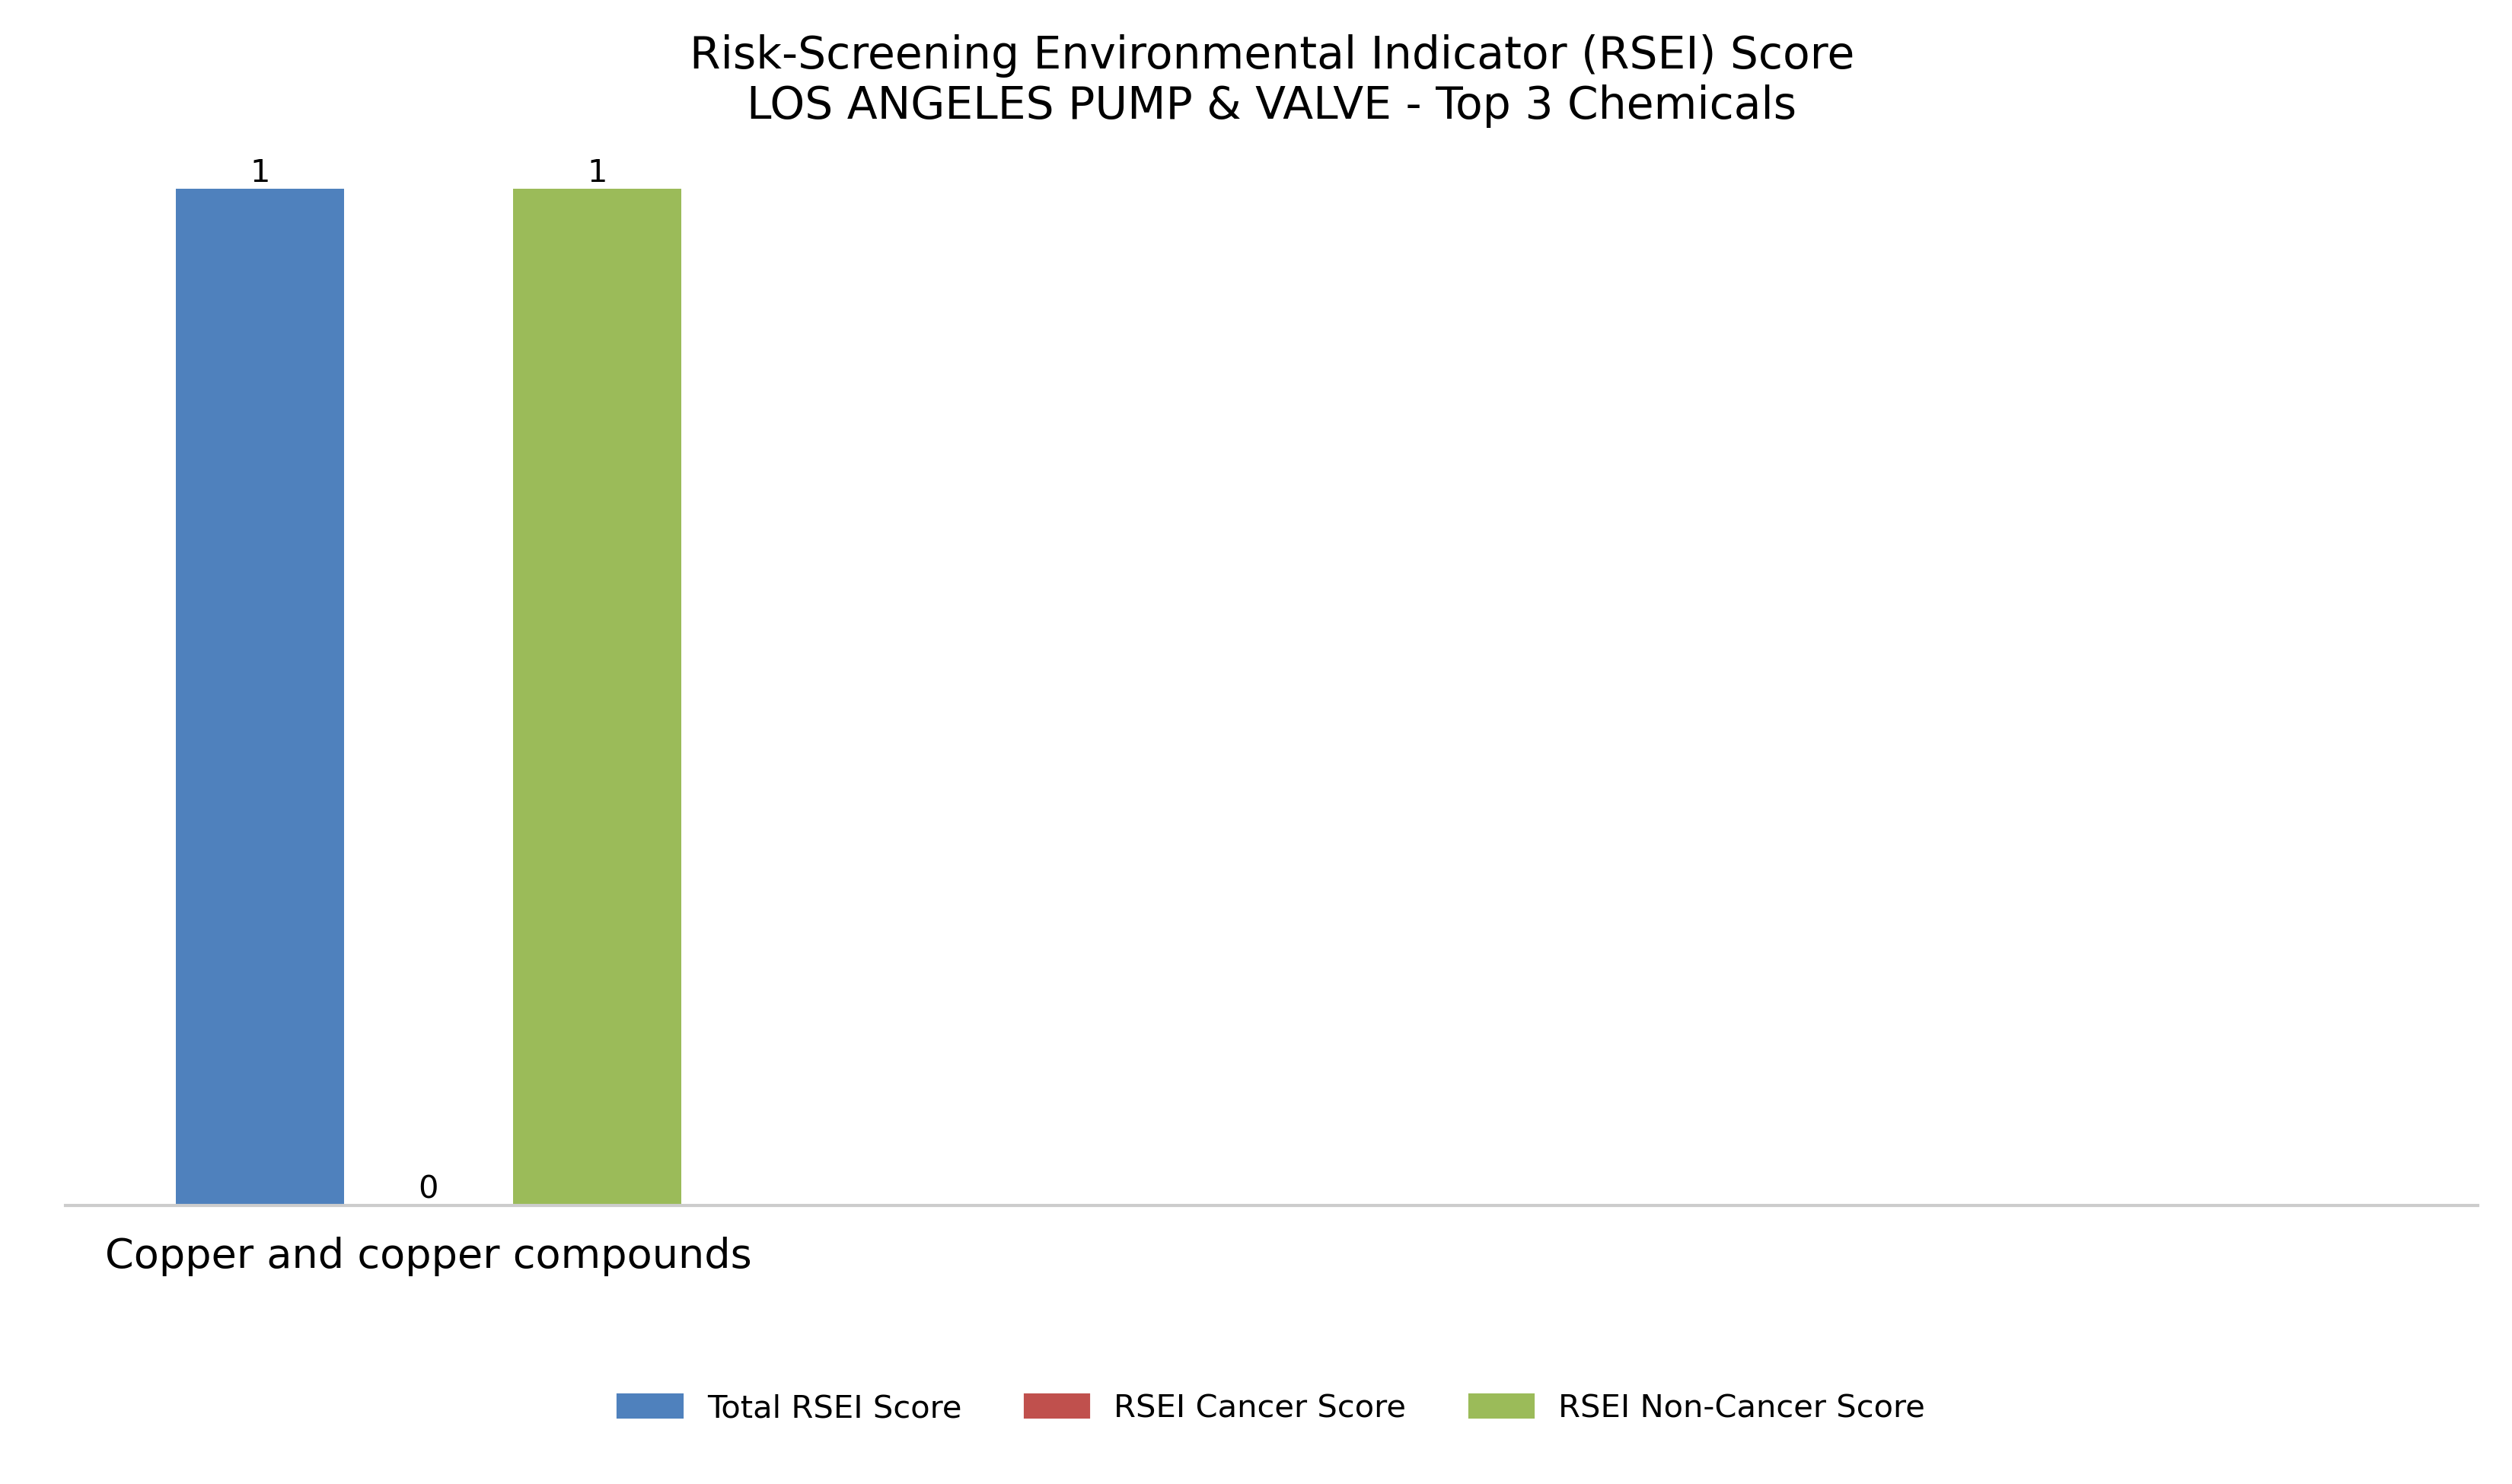 Risk-Screening Environmental Indicator (RSEI) Score
LOS ANGELES PUMP & VALVE - Top 3 Chemicals
1
1
0
Copper and copper compounds
Total RSEI Score
RSEI Cancer Score
RSEI Non-Cancer Score